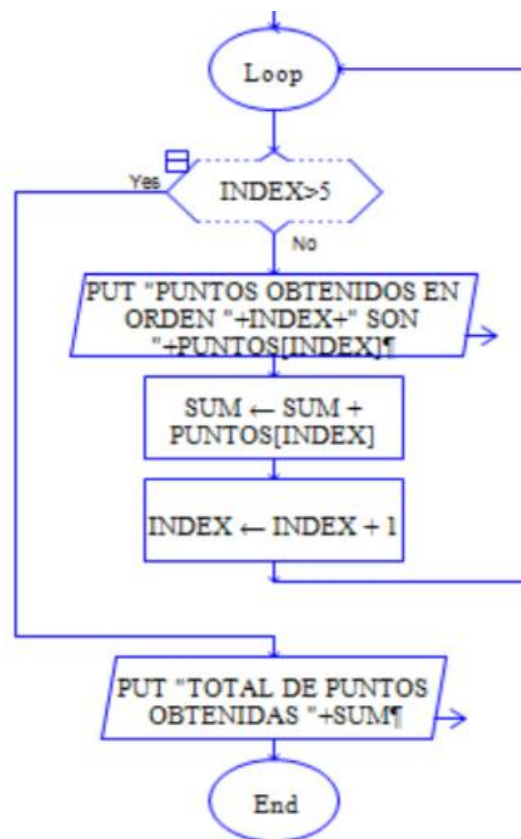 Loop
Yes
INDEX>5
No
PUT "PUNTOS OBTENIDOS EN
ORDEN "+INDEX+" SON
"+PUNTOS[INDEX]¶
SUM ← SUM +
PUNTOS[INDEX]
INDEX ← INDEX + 1
PUT "TOTAL DE PUNTOS
OBTENIDAS "+SUM¶
End